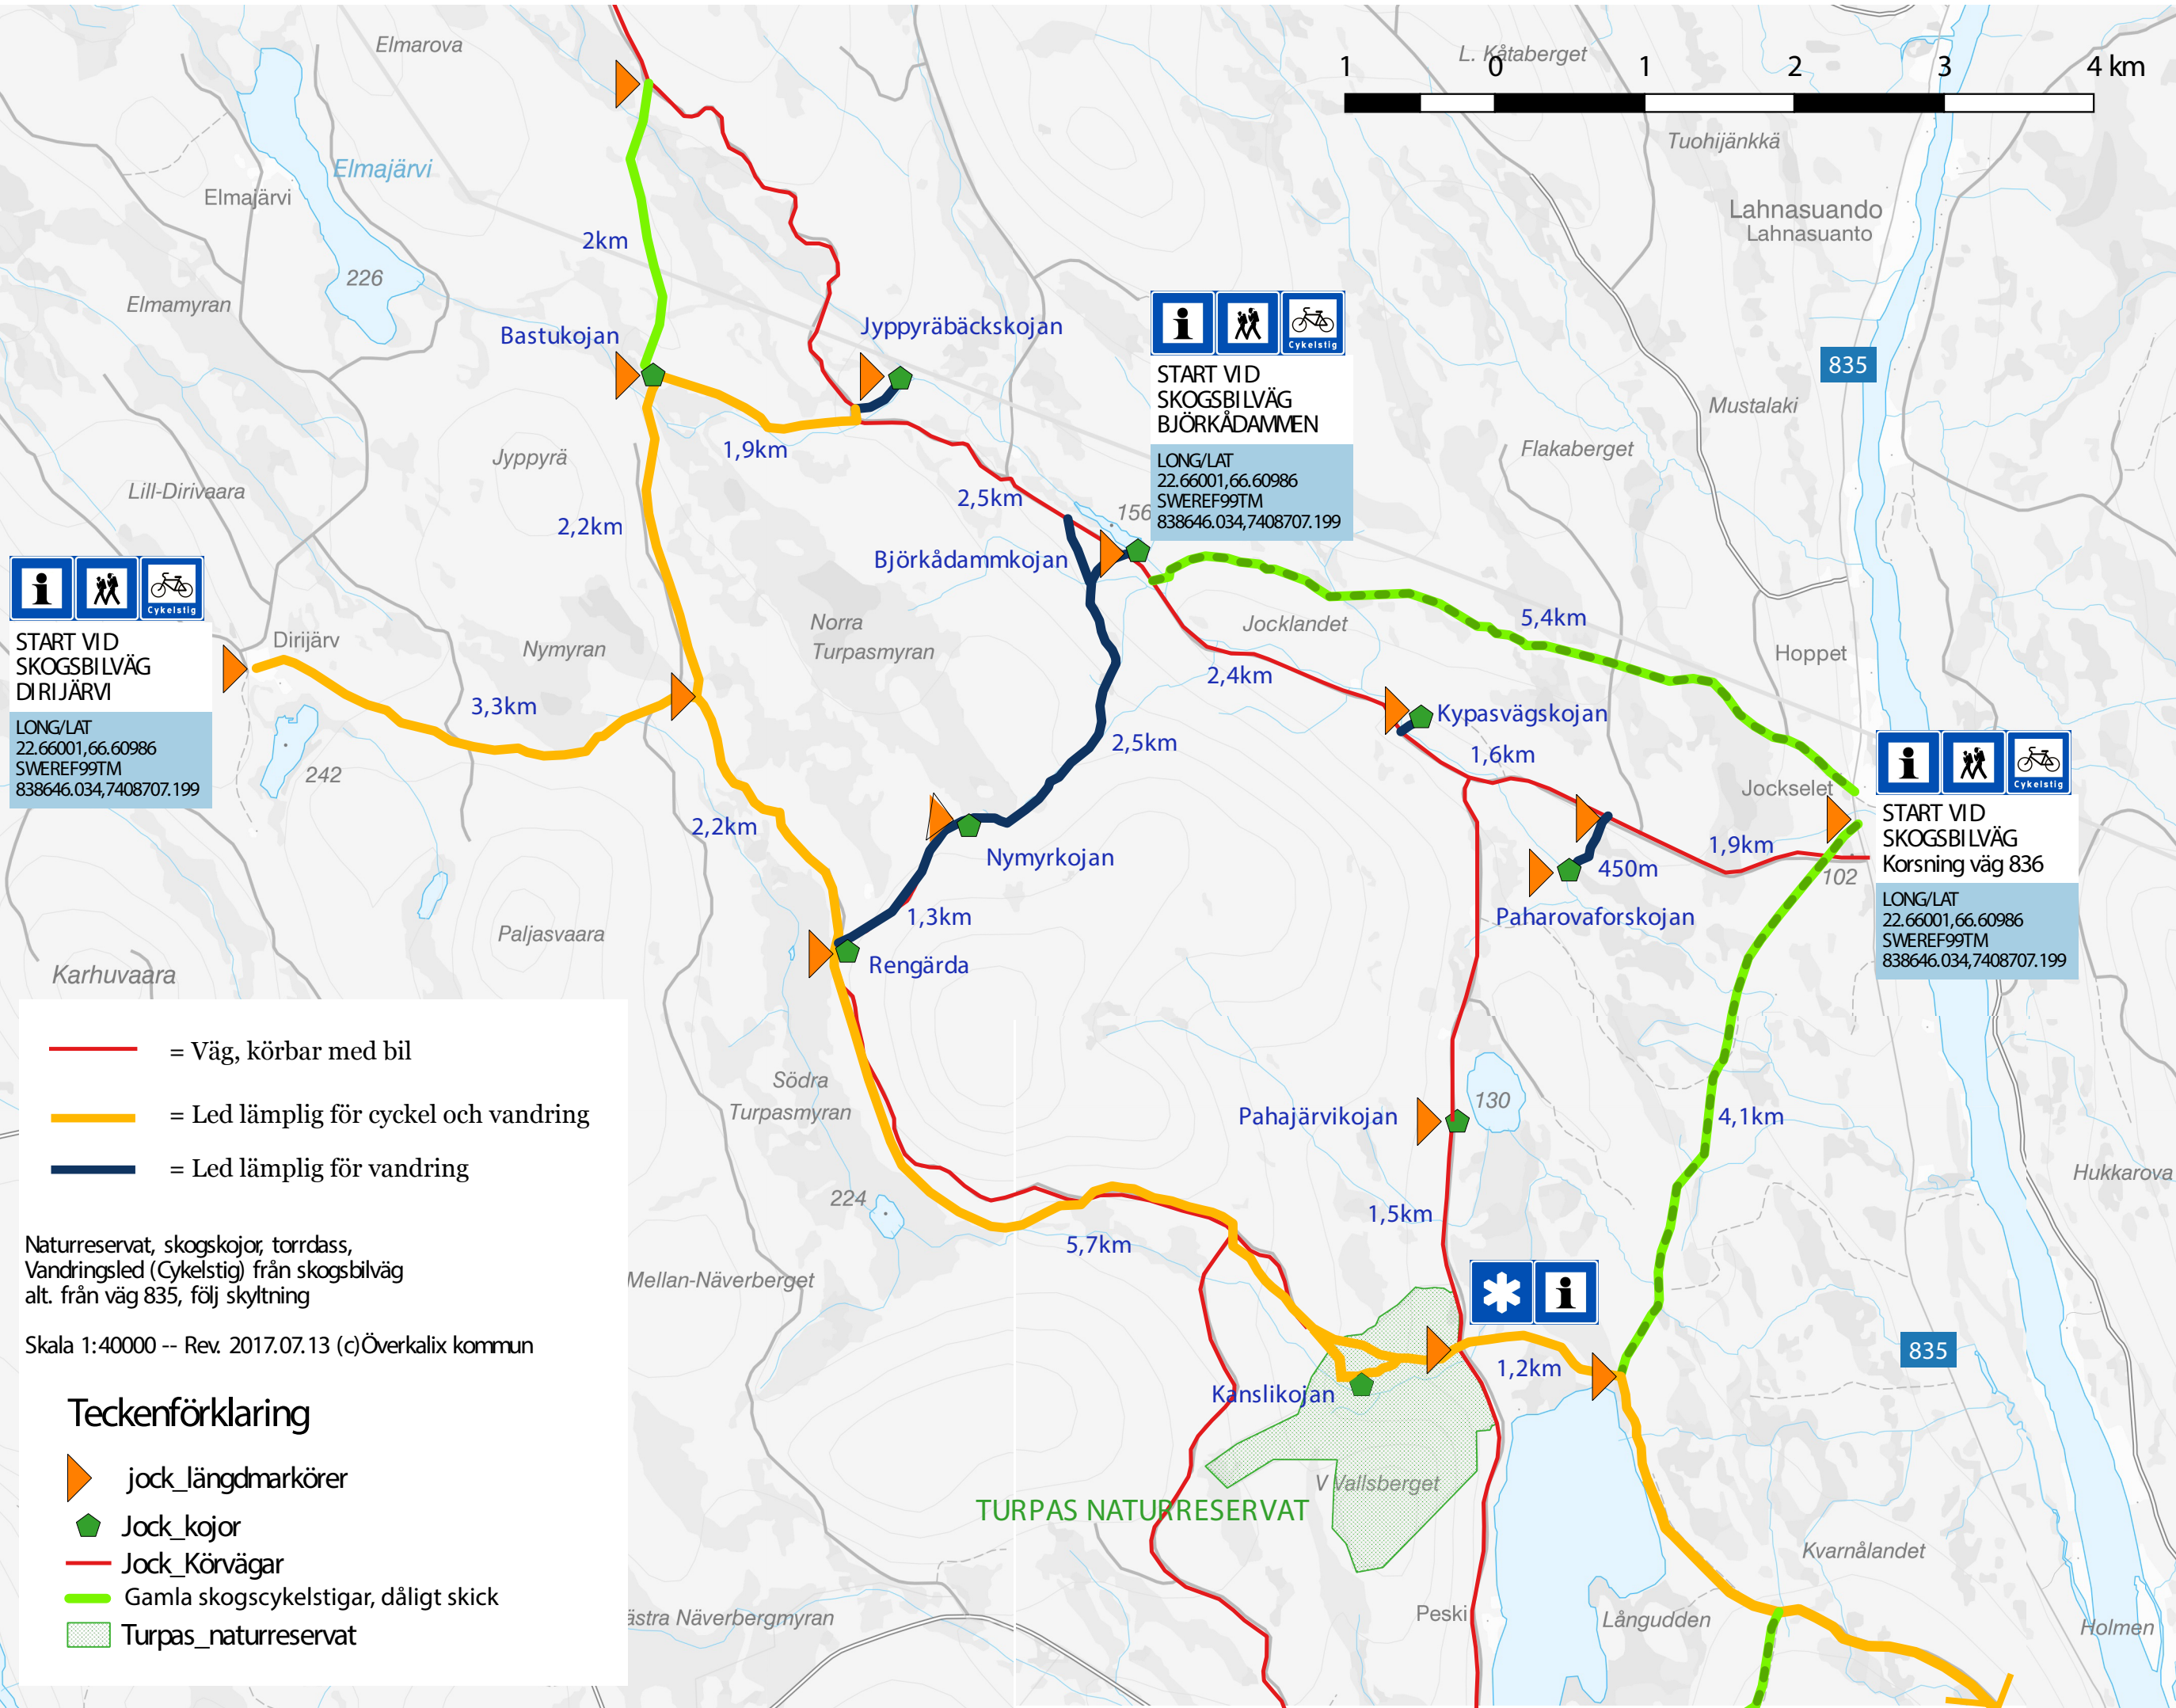 Elmarova
L. Kåtaberget
1 0 1 2 3 4 km
Tuohijänkkä
Elmajärvi
Elmajärvi
Lahnasuando
Lahnasuanto
2km
226
Elmamyran
Bastukojan
Jyppyräbäckskojan
Cykelstig
START VID
SKOGSBILVÄG
BJÖRKÅDAMMEN
LONG/LAT
22.66001,66.60986
SWEREF99TM
838646.034,7408707.199
835
Mustalaki
Flakaberget
1,9km
Jyppyrä
Lill-Dirivaara
2,5km
156
2,2km
Björkådammkojan
Cykelstig
START VID
SKOGSBILVÄG
DIRIJÄRVI
LONG/LAT
22.66001,66.60986
SWEREF99TM
838646.034,7408707.199
Dirijärv
Nymyran
Norra
Turpasmyran
Jocklandet
5,4km
Hoppet
2,4km
3,3km
Kypasvägskojan
2,5km
1,6km
242
Jockselet
Cykelstig
START VID
SKOGSBILVÄG
Korsning väg 836
LONG/LAT
22.66001,66.60986
SWEREF99TM
838646.034,7408707.199
2,2km
Nymyrkojan
1,9km
450m
102
Paharovaforskojan
1,3km
Paljasvaara
Rengärda
Karhuvaara
= Väg, körbar med bil
= Led lämplig för cyckel och vandring
= Led lämplig för vandring
Södra
Turpasmyran
130
Pahajärvikojan
4,1km
Hukkarova
224
1,5km
5,7km
Naturreservat, skogskojor, torrdass,
Vandringsled (Cykelstig) från skogsbilväg
alt. från väg 835, följ skyltning
Mellan-Näverberget
Skala 1:40000 -- Rev. 2017.07.13 (c)Överkalix kommun
835
1,2km
Kanslikojan
Teckenförklaring
jock_längdmarkörer
Jock_kojor
Jock_Körvägar
Gamla skogscykelstigar, dåligt skick
Turpas_naturreservat
V Vallsberget
TURPAS NATURRESERVAT
Kvarnålandet
ästra Näverbergmyran
Peski
Långudden
Holmen